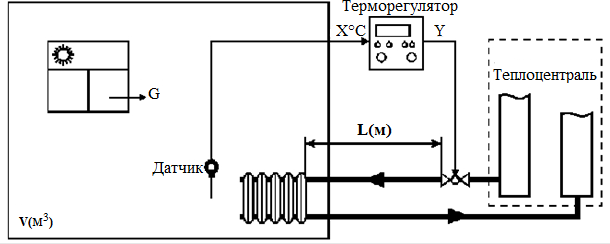 Терморегулятор
X°C
Y
Теплоцентраль
G
L(м)
Датчик
V(м³)